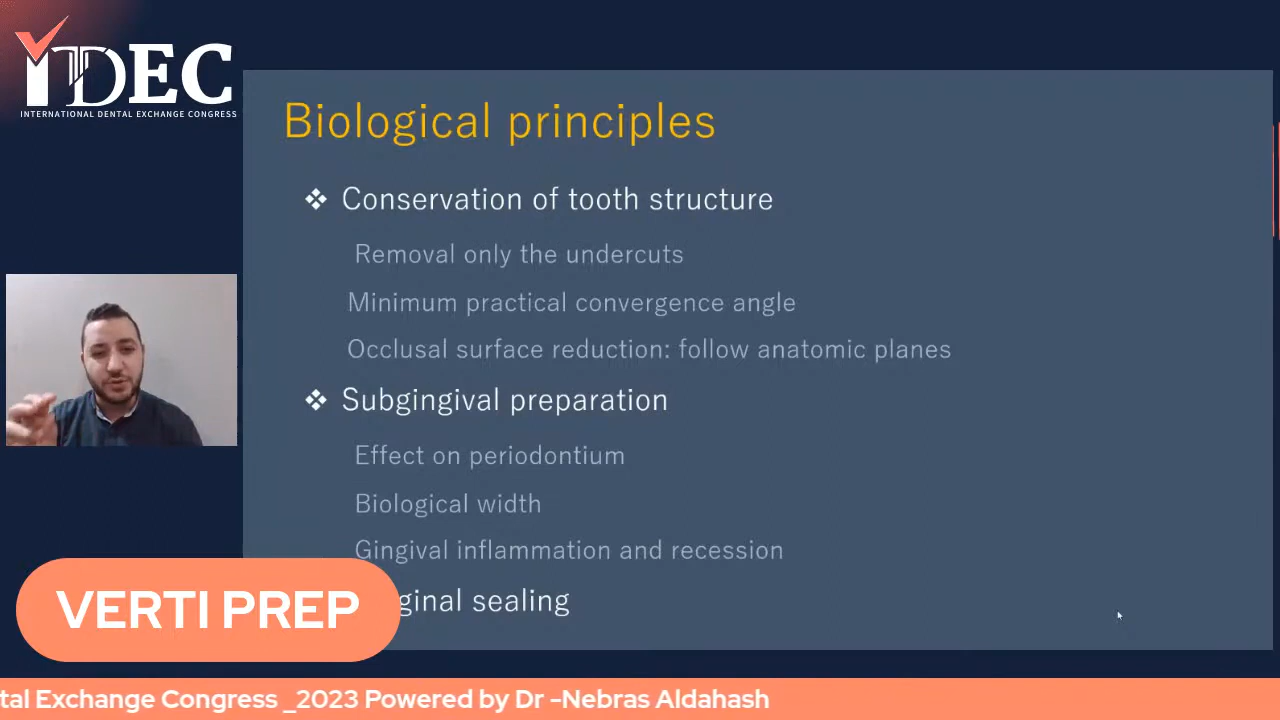 IDEC
INTERNATIONAL DENTAL EXCHANGE CONGRESS
Biological principles
❖ Conservation of tooth structure
Removal only the undercuts
Minimum practical convergence angle
Occlusal surface reduction: follow anatomic planes
❖ Subgingival preparation
Effect on periodontium
Biological width
Gingival inflammation and recession
ginal sealing
VERTI PREP
tal Exchange Congress _2023 Powered by Dr -Nebras Aldahash